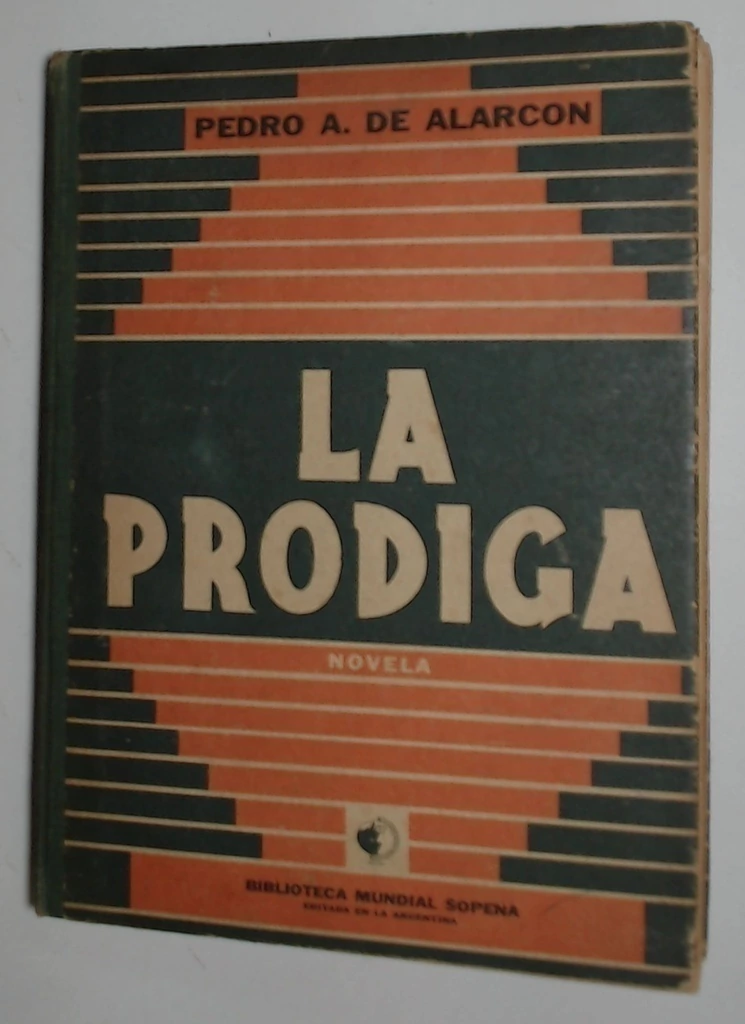 PEDRO A. DE ALARCON
LA
PRODIGA
NOVELA
BIBLIOTECA MUNDIAL SOPENA
EDITADA EN LA ARGENTINA